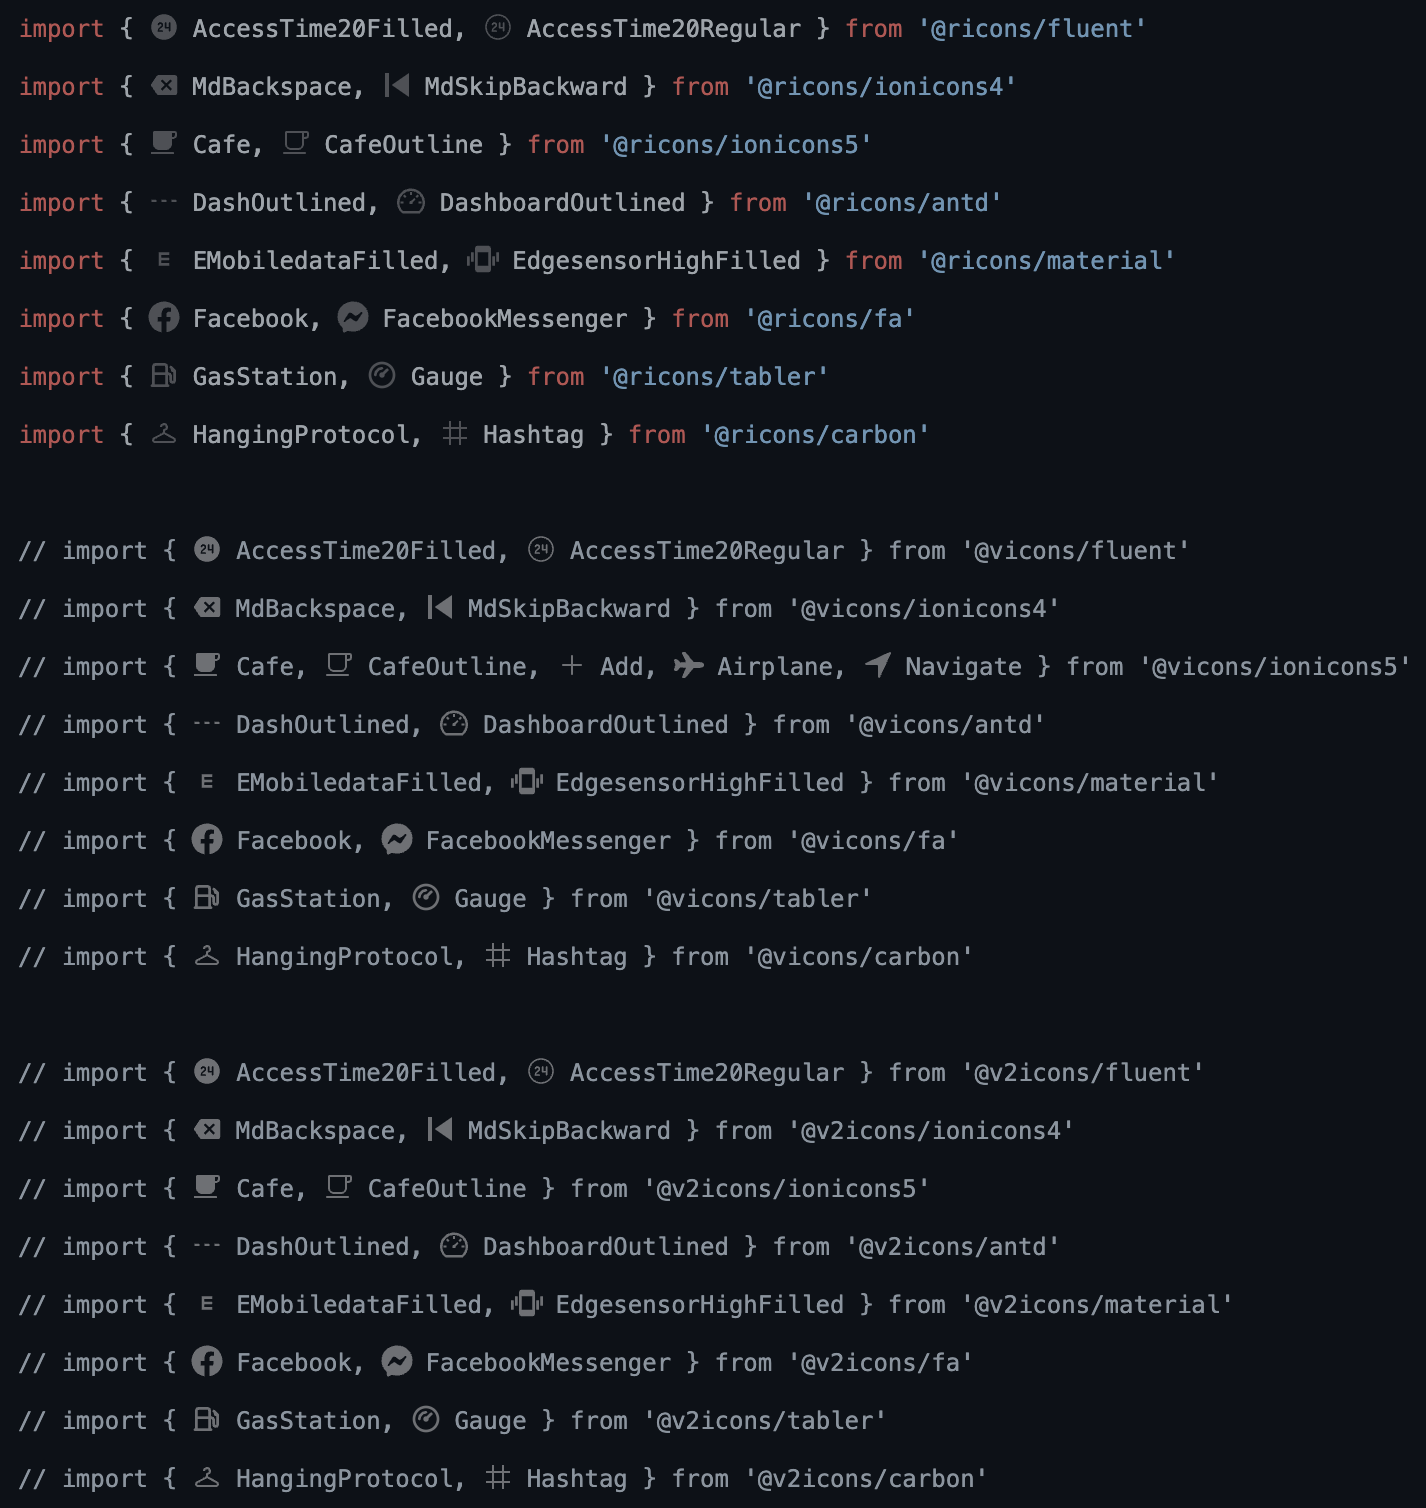 import { AccessTime20Filled, AccessTime20Regular } from '@ricons/fluent'
import { MdBackspace, MdSkipBackward } from '@ricons/ionicons4'
import { Cafe, CafeOutline } from '@ricons/ionicons5'
import { DashOutlined, DashboardOutlined } from '@ricons/antd'
import { EMobiledataFilled, EdgesensorHighFilled } from '@ricons/material'
import { Facebook, FacebookMessenger } from '@ricons/fa'
import { GasStation, Gauge } from '@ricons/tabler'
import { HangingProtocol, Hashtag } from '@ricons/carbon'
// import { AccessTime20Filled, AccessTime20Regular } from '@vicons/fluent'
// import { MdBackspace, MdSkipBackward } from '@vicons/ionicons4'
// import { Cafe, CafeOutline, Add, Airplane, Navigate } from '@vicons/ionicons5'
// import { DashOutlined, DashboardOutlined } from '@vicons/antd'
// import { EMobiledataFilled, EdgesensorHighFilled } from '@vicons/material'
// import { Facebook, FacebookMessenger } from '@vicons/fa'
// import { GasStation, Gauge } from '@vicons/tabler'
// import { HangingProtocol, Hashtag } from '@vicons/carbon'
// import { AccessTime20Filled, AccessTime20Regular } from '@v2icons/fluent'
// import { MdBackspace, MdSkipBackward } from '@v2icons/ionicons4'
// import { Cafe, CafeOutline } from '@v2icons/ionicons5'
// import { DashOutlined, DashboardOutlined } from '@v2icons/antd'
// import { EMobiledataFilled, EdgesensorHighFilled } from '@v2icons/material'
// import { Facebook, FacebookMessenger } from '@v2icons/fa'
// import { GasStation, Gauge } from '@v2icons/tabler'
// import { HangingProtocol, Hashtag } from '@v2icons/carbon'